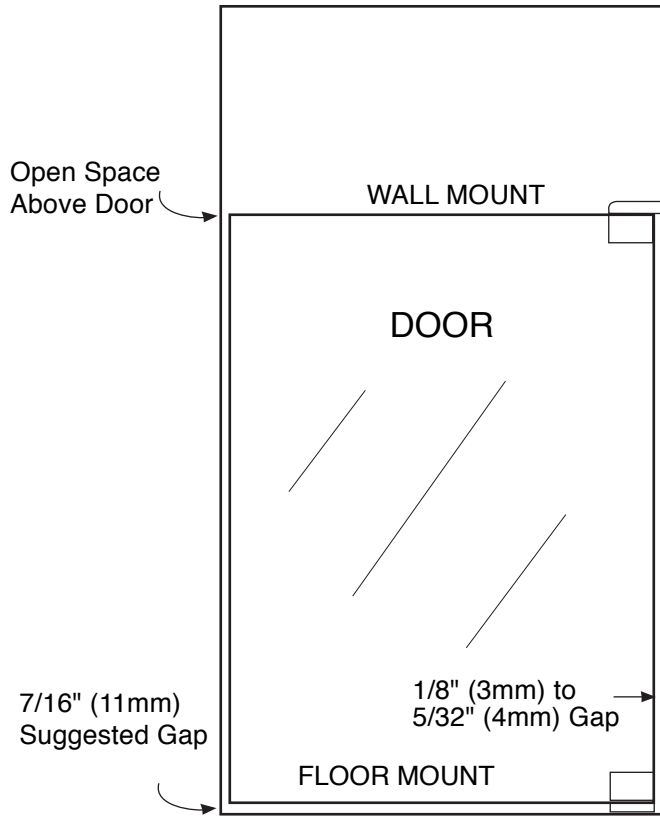 Open Space
Above Door
WALL MOUNT
DOOR
7/16" (11mm)
Suggested Gap
1/8" (3mm) to
5/32" (4mm) Gap
FLOOR MOUNT